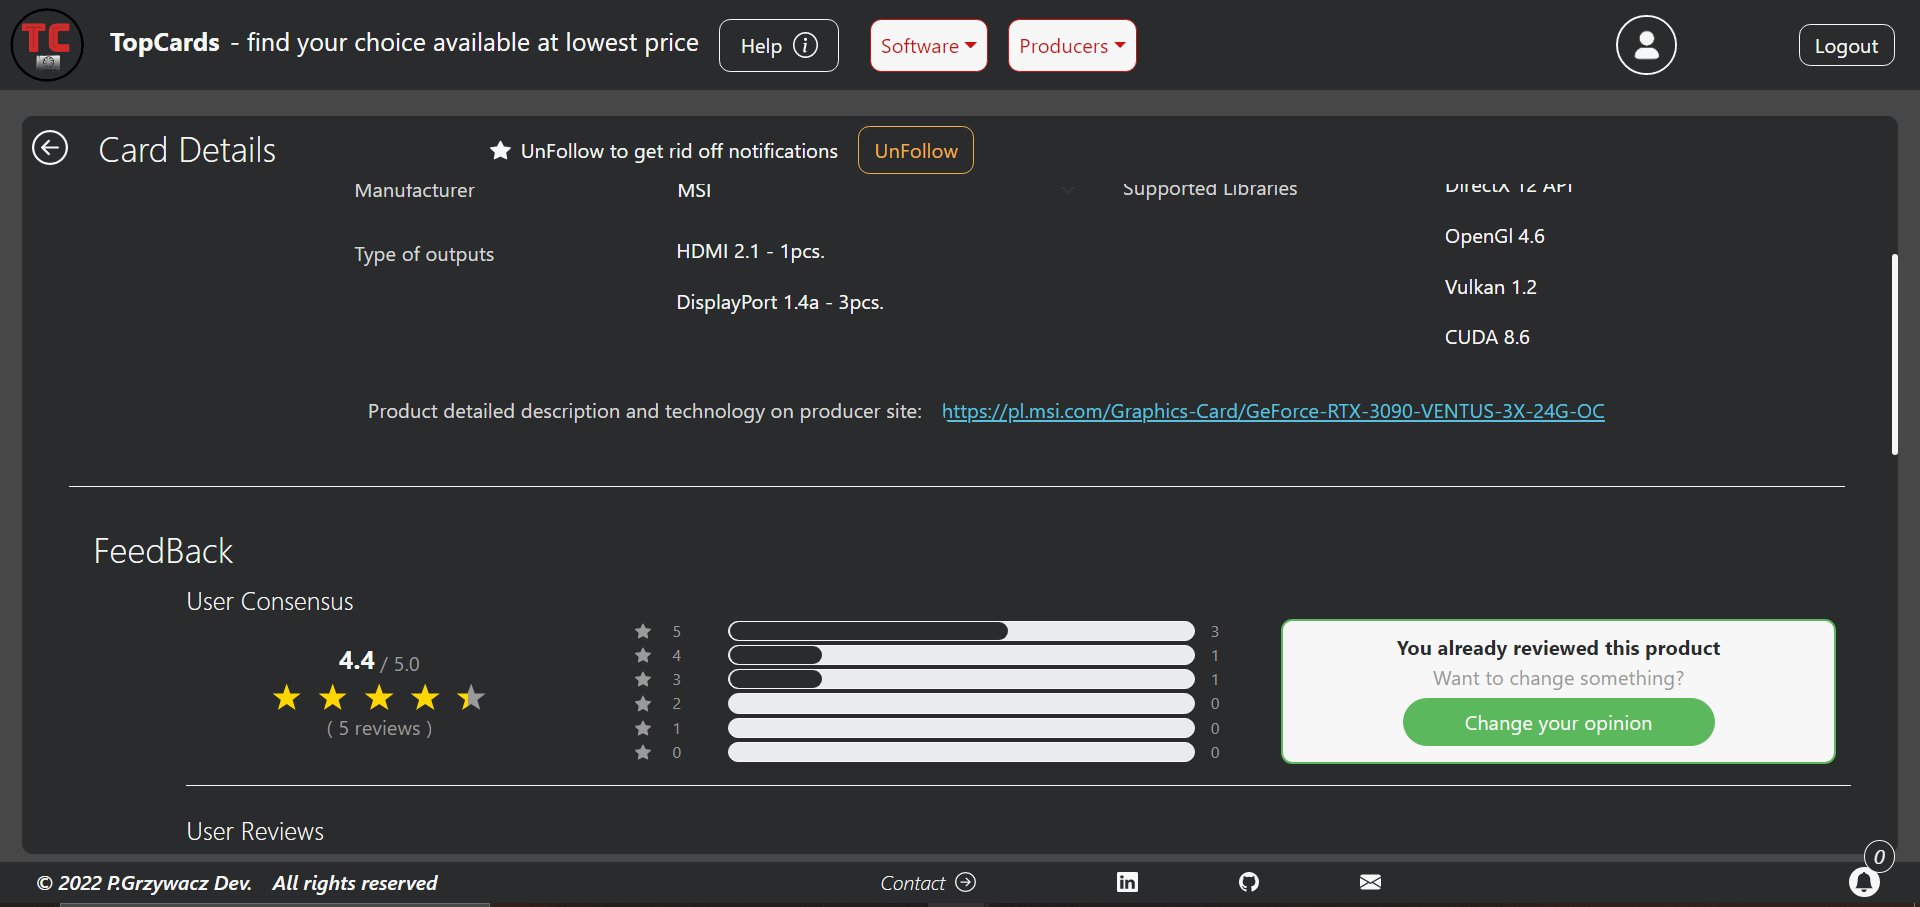 TC
TopCards - find your choice available at lowest price
Help
Software
Producers
Logout
Card Details
UnFollow to get rid off notifications
UnFollow
Manufacturer
MSI
Supported Libraries
DirectX 12 API
OpenGl 4.6
Type of outputs
HDMI 2.1 - 1pcs.
Vulkan 1.2
DisplayPort 1.4a - 3pcs.
CUDA 8.6
Product detailed description and technology on producer site: https://pl.msi.com/Graphics-Card/GeForce-RTX-3090-VENTUS-3X-24G-OC
FeedBack
User Consensus
4.4 / 5.0
( 5 reviews )
5 3
4 1
3 1
2 0
1 0
0 0
You already reviewed this product
Want to change something?
Change your opinion
User Reviews
0
© 2022 P.Grzywacz Dev. All rights reserved
Contact
in